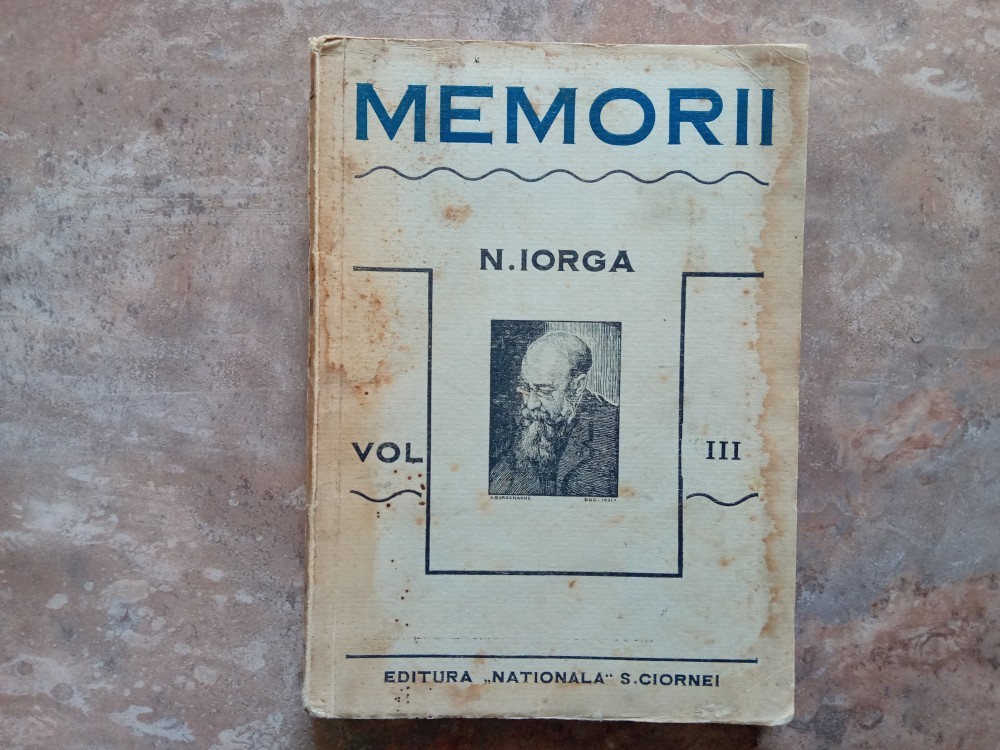 MEMORII
N. IORGA
VOL
III
EDITURA „NATIONALA" S. CIORNEI